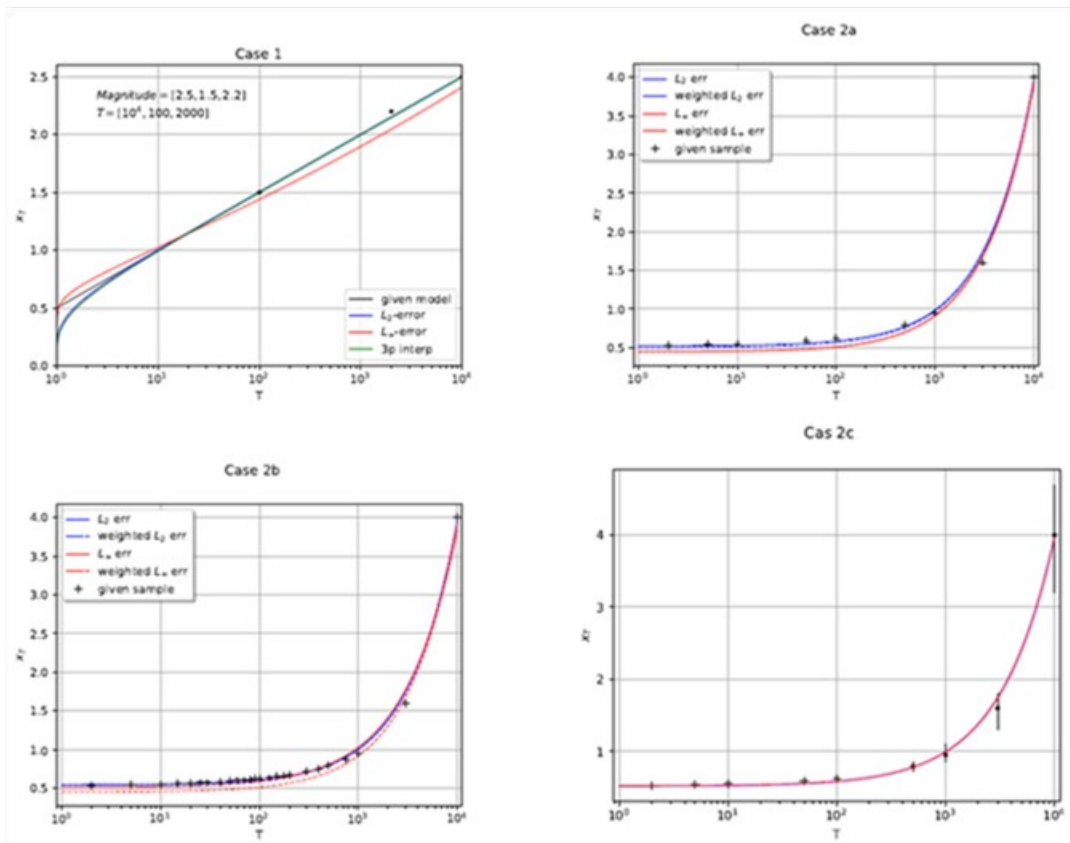 Case 1
Magnitude = [2.5, 1.5, 2.2]
T = [10⁴, 100, 2000]
2.5
2.0
1.5
1.0
0.5
0.0
x_T
10⁰
10¹
10²
10³
10⁴
T
given model
L₂-error
L∞-error
3p interp
Case 2a
L₂ err
weighted L₂ err
L∞ err
weighted L∞ err
given sample
4.0
3.5
3.0
2.5
2.0
1.5
1.0
0.5
x_T
10⁰
10¹
10²
10³
10⁴
T
Case 2b
L₂ err
weighted L₂ err
L∞ err
weighted L∞ err
given sample
4.0
3.5
3.0
2.5
2.0
1.5
1.0
0.5
x_T
10⁰
10¹
10²
10³
10⁴
T
Cas 2c
4
3
2
1
x_T
10⁰
10¹
10²
10³
10⁴
T